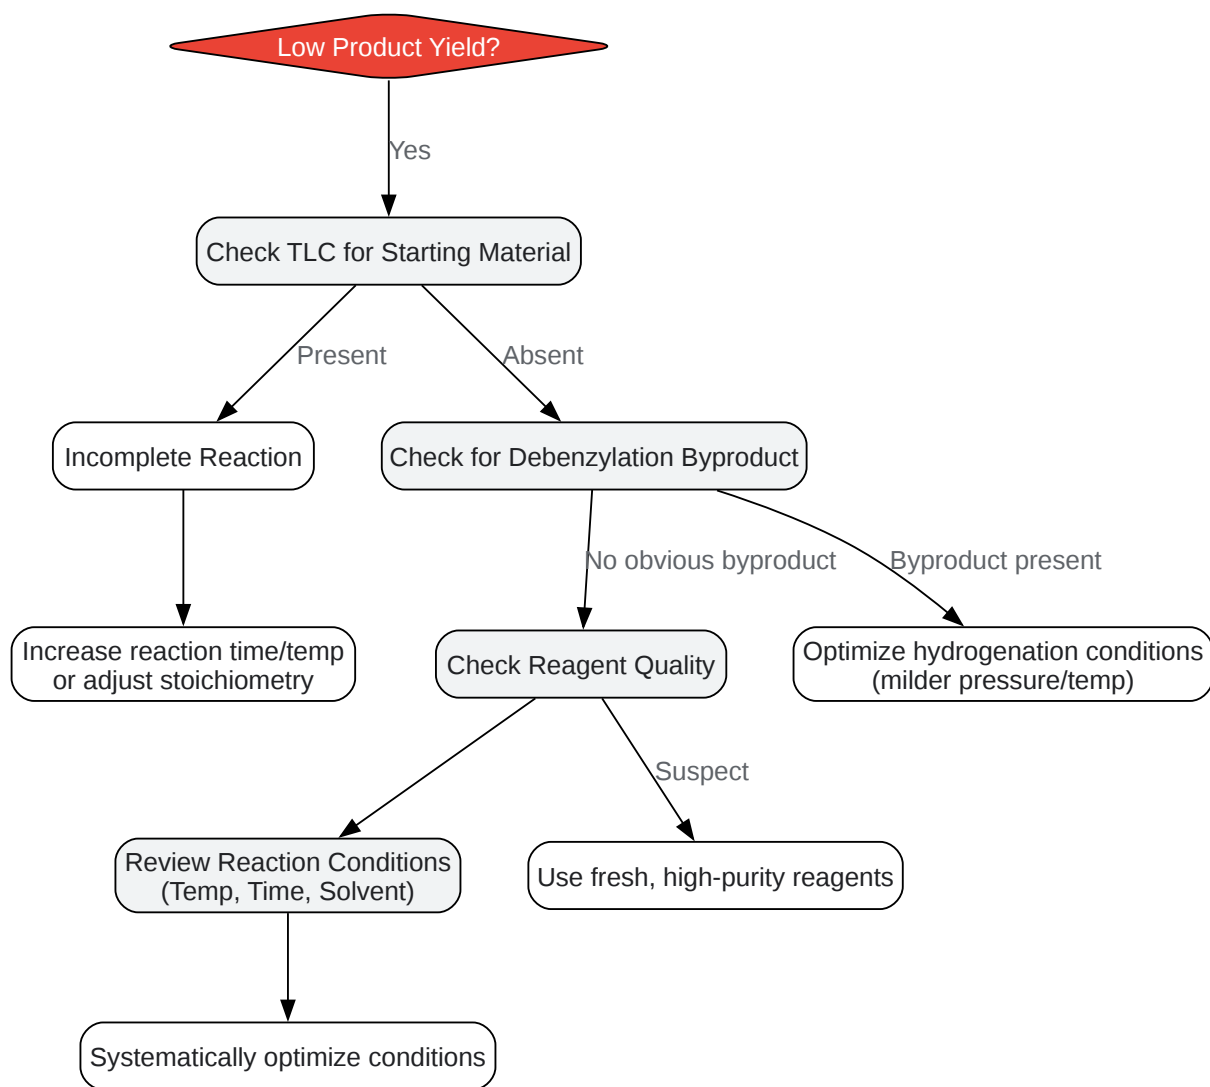 Low Product Yield?
Yes
Check TLC for Starting Material
Present
Absent
Incomplete Reaction
Check for Debenzylation Byproduct
No obvious byproduct
Byproduct present
Increase reaction time/temp
or adjust stoichiometry
Check Reagent Quality
Optimize hydrogenation conditions
(milder pressure/temp)
Suspect
Review Reaction Conditions
(Temp, Time, Solvent)
Use fresh, high-purity reagents
Systematically optimize conditions